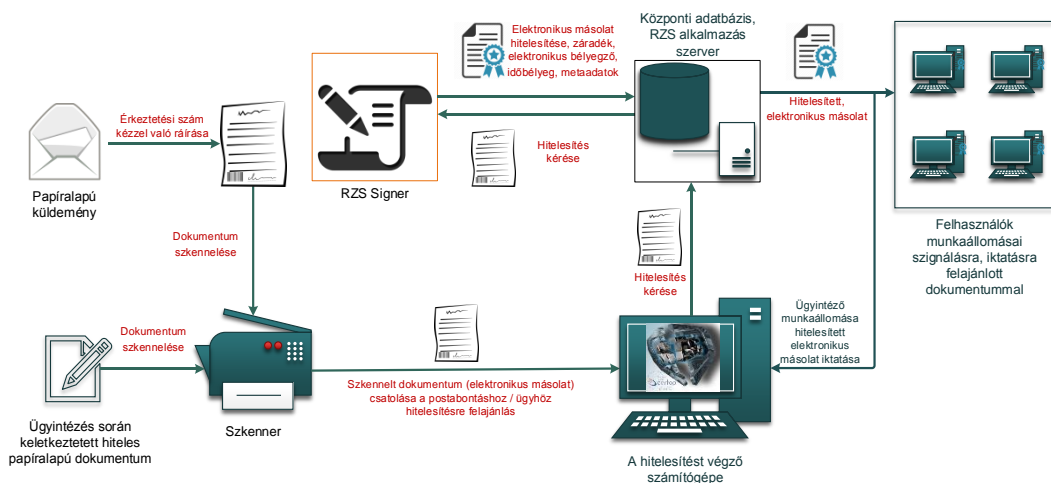 Elektronikus másolat
hitelesítése, záradék,
elektronikus bélyegző,
időbélyeg, metaadatok
Központi adatbázis,
RZS alkalmazás
szerver
Érkeztetési szám
kézzel való ráírása
Hitelesítés
kérése
Hitelesített,
elektronikus másolat
Papíralapú
küldemény
RZS Signer
Felhasználók
munkaállomásai
szignálásra, iktatásra
felajánlott
dokumentummal
Dokumentum
szkennelése
Hitelesítés
kérése
Ügyintéző
munkaállomása
hitelesített
elektronikus
másolat iktatása
Dokumentum
szkennelése
Szkennelt dokumentum (elektronikus másolat)
csatolása a postabontáshoz / ügyhöz
hitelesítésre felajánlás
Ügyintézés során
keletkeztetett hiteles
papíralapú dokumentum
Szkenner
A hitelesítést végző
számítógépe